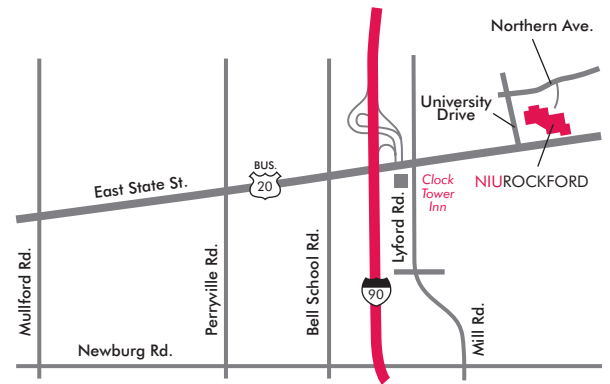 Northern Ave.
University
Drive
BUS.
20
East State St.
NIUROCKFORD
Clock
Tower
Inn
Lyford Rd.
Mulford Rd.
Perryville Rd.
Bell School Rd.
90
Mill Rd.
Newburg Rd.